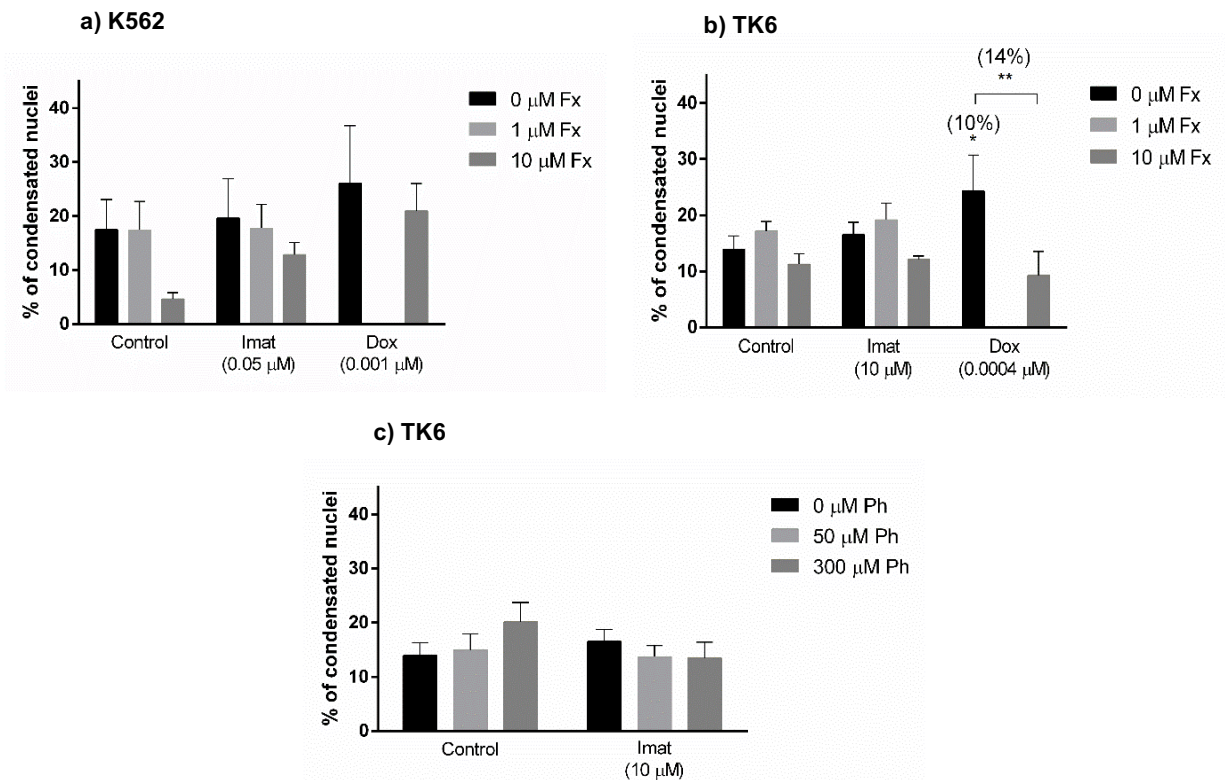 a) K562
% of condensated nuclei
40
30
20
10
0
0 μM Fx
1 μM Fx
10 μM Fx
Control
Imat
(0.05 μM)
Dox
(0.001 μM)
b) TK6
% of condensated nuclei
40
30
20
10
0
(14%)
**
(10%)
*
0 μM Fx
1 μM Fx
10 μM Fx
Control
Imat
(10 μM)
Dox
(0.0004 μM)
c) TK6
% of condensated nuclei
40
30
20
10
0
0 μM Ph
50 μM Ph
300 μM Ph
Control
Imat
(10 μM)